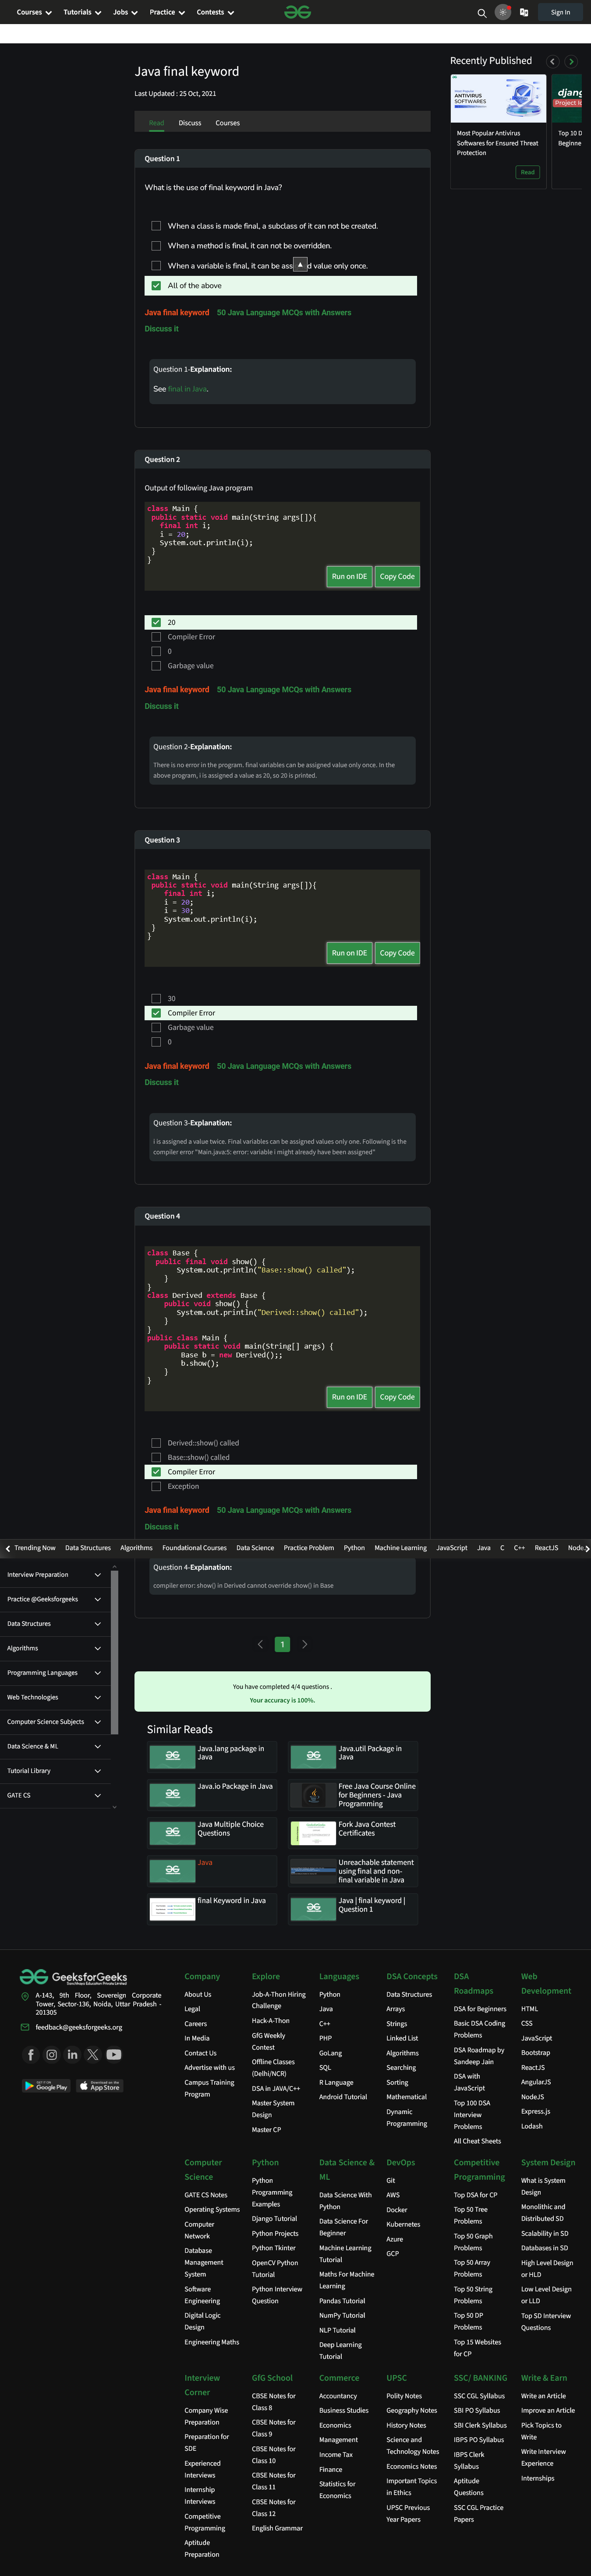 Courses
Tutorials
Jobs
Practice
Contests
Sign In
Java final keyword
Last Updated : 25 Oct, 2021
Read
Discuss
Courses
Recently Published
ANTIVIRUS
SOFTWARES
Most Popular Antivirus
Softwares for Ensured Threat
Protection
Read
djang
Project Id
Top 10 D
Beginne
Question 1
What is the use of final keyword in Java?
When a class is made final, a subclass of it can not be created.
When a method is final, it can not be overridden.
When a variable is final, it can be ass d value only once.
All of the above
Java final keyword 50 Java Language MCQs with Answers
Discuss it
Question 1-Explanation:
See final in Java.
Question 2
Output of following Java program
class Main {
public static void main(String args[]){
final int i;
i = 20;
System.out.println(i);
}
}
Run on IDE
Copy Code
20
Compiler Error
0
Garbage value
Java final keyword 50 Java Language MCQs with Answers
Discuss it
Question 2-Explanation:
There is no error in the program. final variables can be assigned value only once. In the
above program, i is assigned a value as 20, so 20 is printed.
Question 3
class Main {
public static void main(String args[]){
final int i;
i = 20;
i = 30;
System.out.println(i);
}
}
Run on IDE
Copy Code
30
Compiler Error
Garbage value
0
Java final keyword 50 Java Language MCQs with Answers
Discuss it
Question 3-Explanation:
i is assigned a value twice. Final variables can be assigned values only one. Following is the
compiler error "Main.java:5: error: variable i might already have been assigned"
Question 4
class Base {
public final void show() {
System.out.println("Base::show() called");
}
}
class Derived extends Base {
public void show() {
System.out.println("Derived::show() called");
}
}
public class Main {
public static void main(String[] args) {
Base b = new Derived();;
b.show();
}
}
Run on IDE
Copy Code
Derived::show() called
Base::show() called
Compiler Error
Exception
Java final keyword 50 Java Language MCQs with Answers
Discuss it
Trending Now Data Structures Algorithms Foundational Courses Data Science Practice Problem Python Machine Learning JavaScript Java C C++ ReactJS Node
Question 4-Explanation:
compiler error: show() in Derived cannot override show() in Base
Interview Preparation
Practice @Geeksforgeeks
Data Structures
Algorithms
Programming Languages
Web Technologies
Computer Science Subjects
Data Science & ML
Tutorial Library
GATE CS
1
You have completed 4/4 questions .
Your accuracy is 100%.
Similar Reads
Java.lang package in
Java
Java.util Package in
Java
Java.io Package in Java
Free Java Course Online
for Beginners - Java
Programming
Java Multiple Choice
Questions
Fork Java Contest
Certificates
Java
Unreachable statement
using final and non-
final variable in Java
final Keyword in Java
Java | final keyword |
Question 1
GeeksforGeeks
A-143, 9th Floor, Sovereign Corporate
Tower, Sector-136, Noida, Uttar Pradesh -
201305
feedback@geeksforgeeks.org
Google Play
App Store
Company
About Us
Legal
Careers
In Media
Contact Us
Advertise with us
Campus Training
Program
Explore
Job-A-Thon Hiring
Challenge
Hack-A-Thon
GfG Weekly
Contest
Offline Classes
(Delhi/NCR)
DSA in JAVA/C++
Master System
Design
Master CP
Languages
Python
Java
C++
PHP
GoLang
SQL
R Language
Android Tutorial
DSA Concepts
Data Structures
Arrays
Strings
Linked List
Algorithms
Searching
Sorting
Mathematical
Dynamic
Programming
DSA
Roadmaps
DSA for Beginners
Basic DSA Coding
Problems
DSA Roadmap by
Sandeep Jain
DSA with
JavaScript
Top 100 DSA
Interview
Problems
All Cheat Sheets
Web
Development
HTML
CSS
JavaScript
Bootstrap
ReactJS
AngularJS
NodeJS
Express.js
Lodash
Computer
Science
GATE CS Notes
Operating Systems
Computer
Network
Database
Management
System
Software
Engineering
Digital Logic
Design
Engineering Maths
Python
Python
Programming
Examples
Django Tutorial
Python Projects
Python Tkinter
OpenCV Python
Tutorial
Python Interview
Question
Data Science &
ML
Data Science With
Python
Data Science For
Beginner
Machine Learning
Tutorial
Maths For Machine
Learning
Pandas Tutorial
NumPy Tutorial
NLP Tutorial
Deep Learning
Tutorial
DevOps
Git
AWS
Docker
Kubernetes
Azure
GCP
Competitive
Programming
Top DSA for CP
Top 50 Tree
Problems
Top 50 Graph
Problems
Top 50 Array
Problems
Top 50 String
Problems
Top 50 DP
Problems
Top 15 Websites
for CP
System Design
What is System
Design
Monolithic and
Distributed SD
Scalability in SD
Databases in SD
High Level Design
or HLD
Low Level Design
or LLD
Top SD Interview
Questions
Interview
Corner
Company Wise
Preparation
Preparation for
SDE
Experienced
Interviews
Internship
Interviews
Competitive
Programming
Aptitude
Preparation
GfG School
CBSE Notes for
Class 8
CBSE Notes for
Class 9
CBSE Notes for
Class 10
CBSE Notes for
Class 11
CBSE Notes for
Class 12
English Grammar
Commerce
Accountancy
Business Studies
Economics
Management
Income Tax
Finance
Statistics for
Economics
UPSC
Polity Notes
Geography Notes
History Notes
Science and
Technology Notes
Economics Notes
Important Topics
in Ethics
UPSC Previous
Year Papers
SSC/ BANKING
SSC CGL Syllabus
SBI PO Syllabus
SBI Clerk Syllabus
IBPS PO Syllabus
IBPS Clerk
Syllabus
Aptitude
Questions
SSC CGL Practice
Papers
Write & Earn
Write an Article
Improve an Article
Pick Topics to
Write
Write Interview
Experience
Internships